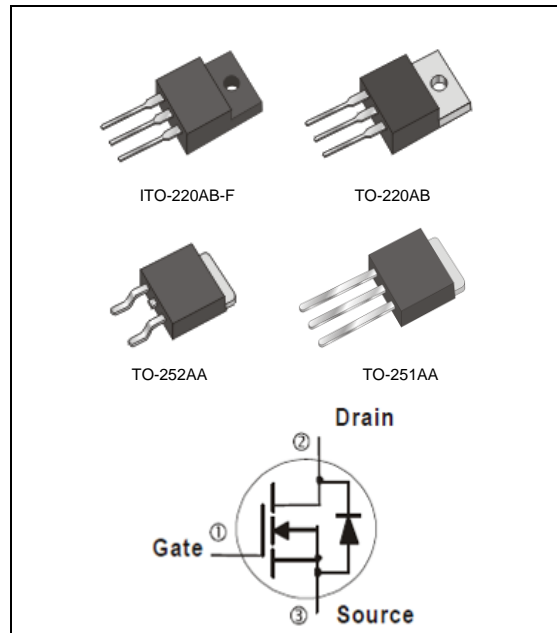 ITO-220AB-F
TO-220AB
TO-252AA
TO-251AA
Drain
②
①
Gate
③
Source